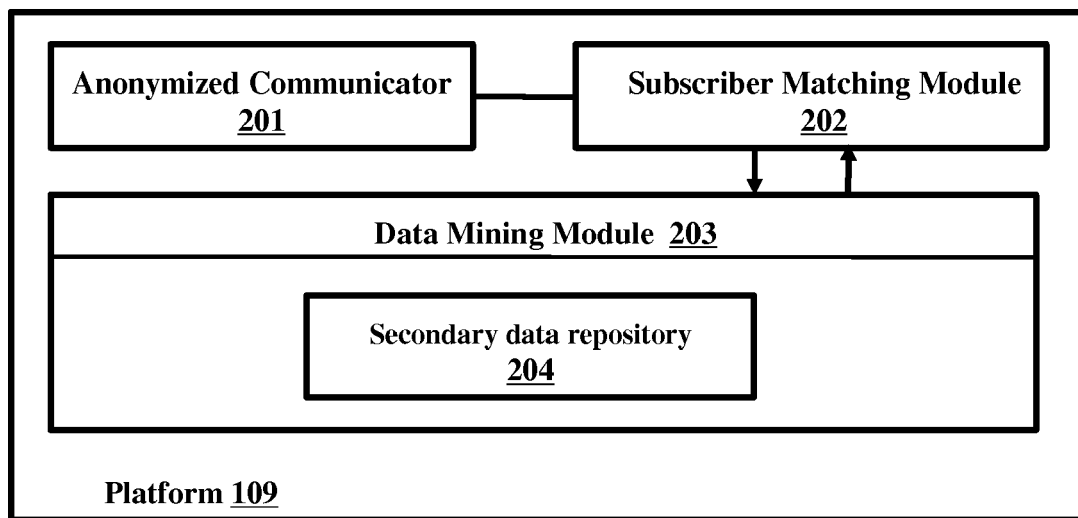 Anonymized Communicator
201
Subscriber Matching Module
202
Data Mining Module 203
Secondary data repository
204
Platform 109